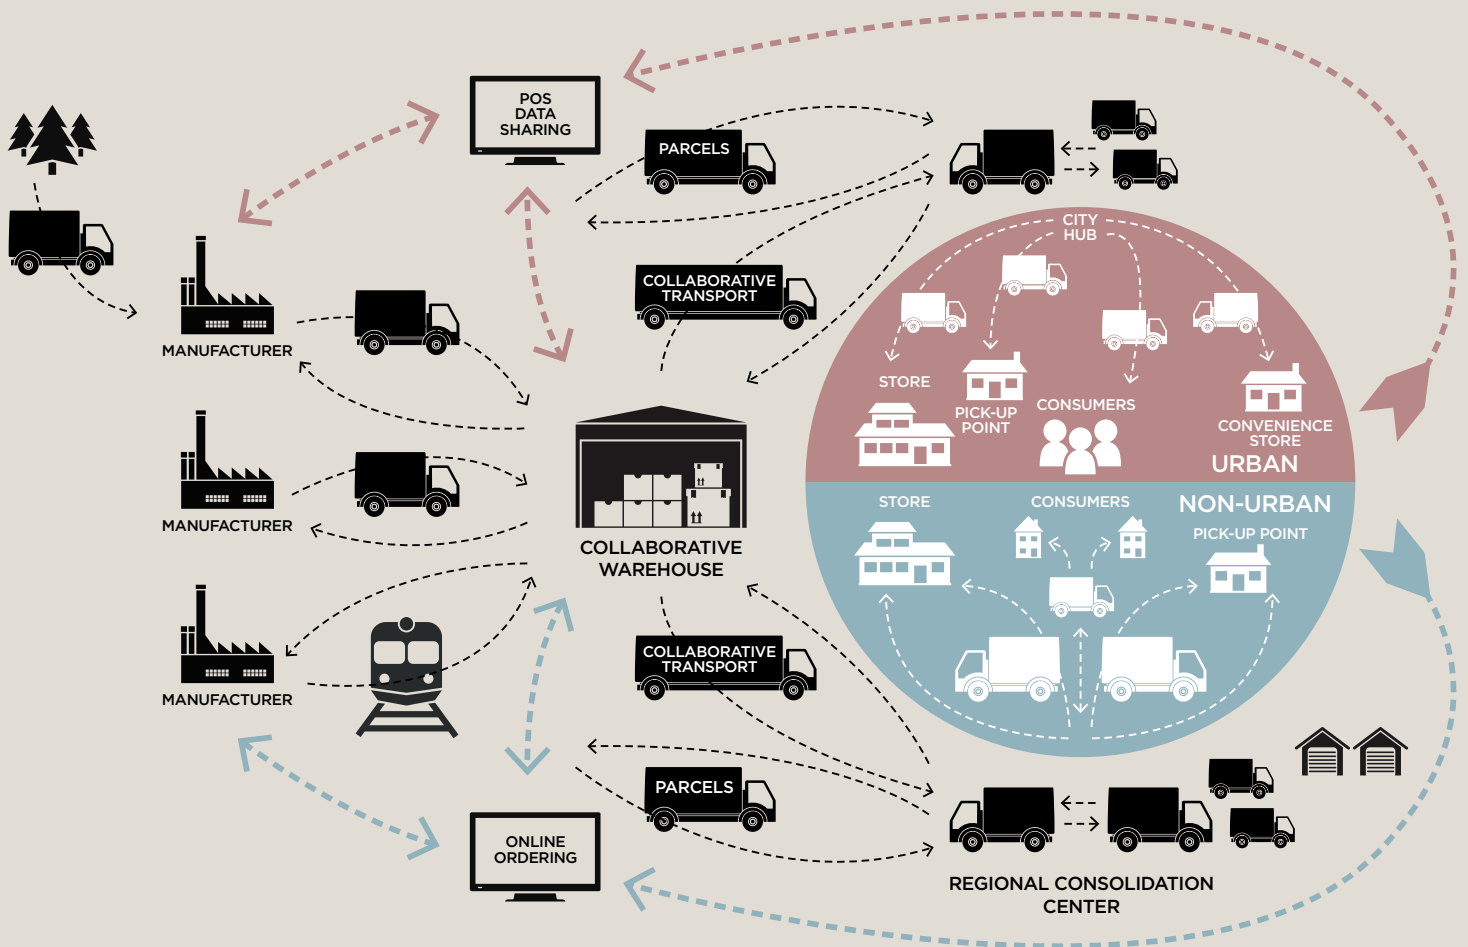 POS
DATA
SHARING
PARCELS
CITY
HUB
COLLABORATIVE
TRANSPORT
MANUFACTURER
STORE
PICK-UP
POINT
CONSUMERS
CONVENIENCE
STORE
URBAN
MANUFACTURER
COLLABORATIVE
WAREHOUSE
STORE
CONSUMERS
NON-URBAN
PICK-UP POINT
MANUFACTURER
COLLABORATIVE
TRANSPORT
PARCELS
ONLINE
ORDERING
REGIONAL CONSOLIDATION
CENTER